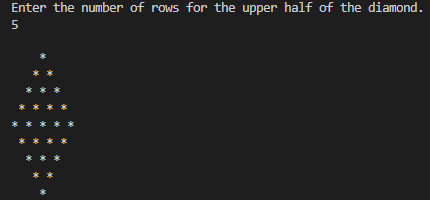 Enter the number of rows for the upper half of the diamond.
5

    *
   * *
  * * *
 * * * *
* * * * *
 * * * *
  * * *
   * *
    *